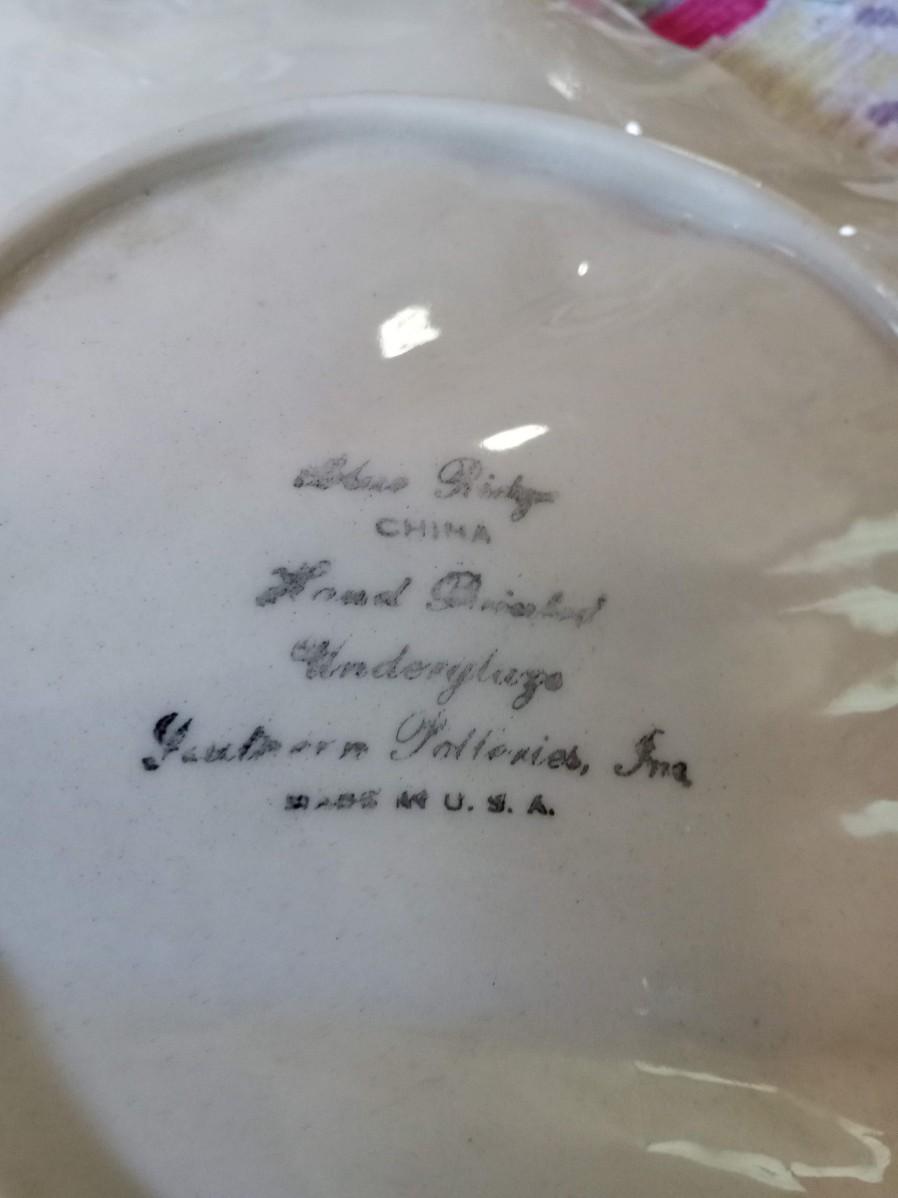 Blue Ridge
CHINA
Hand Painted
Underglaze
Southern Potteries, Inc.
MADE IN U.S.A.